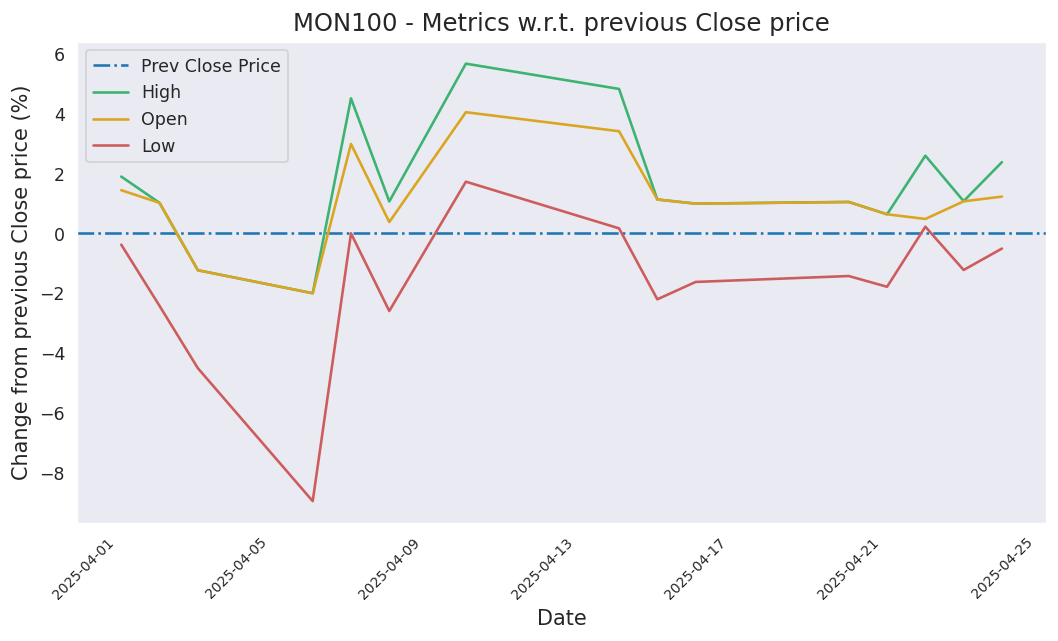 MON100 - Metrics w.r.t. previous Close price
Change from previous Close price (%)
6
4
2
0
−2
−4
−6
−8
Prev Close Price
High
Open
Low
2025-04-01
2025-04-05
2025-04-09
2025-04-13
2025-04-17
2025-04-21
2025-04-25
Date